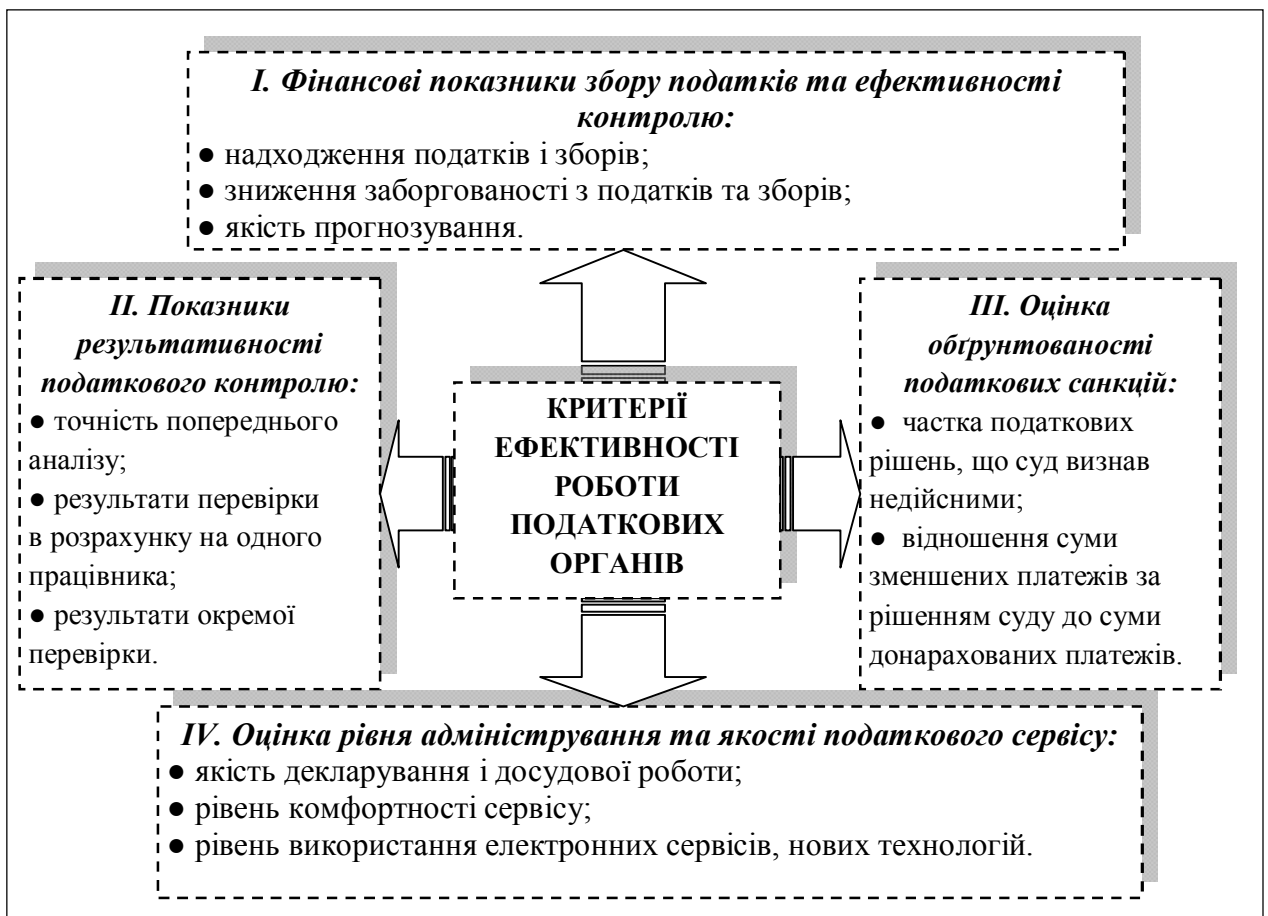 I. Фінансові показники збору податків та ефективності
контролю:
● надходження податків і зборів;
● зниження заборгованості з податків та зборів;
● якість прогнозування.
II. Показники
результативності
податкового контролю:
● точність попереднього
аналізу;
● результати перевірки
в розрахунку на одного
працівника;
● результати окремої
перевірки.
КРИТЕРІЇ
ЕФЕКТИВНОСТІ
РОБОТИ
ПОДАТКОВИХ
ОРГАНІВ
III. Оцінка
обґрунтованості
податкових санкцій:
● частка податкових
рішень, що суд визнав
недійсними;
● відношення суми
зменшених платежів за
рішенням суду до суми
донарахованих платежів.
IV. Оцінка рівня адміністрування та якості податкового сервісу:
● якість декларування і досудової роботи;
● рівень комфортності сервісу;
● рівень використання електронних сервісів, нових технологій.